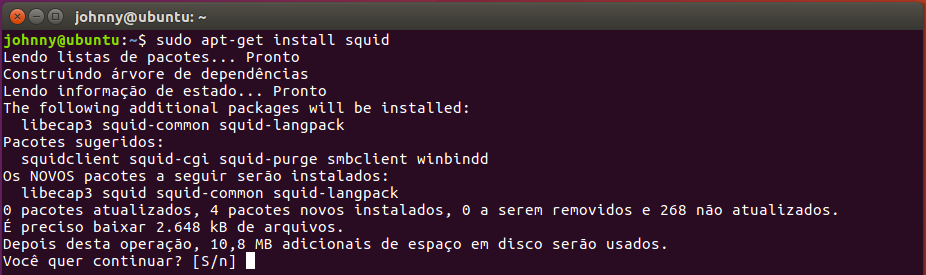 johnny@ubuntu: ~
johnny@ubuntu:~$ sudo apt-get install squid
Lendo listas de pacotes... Pronto
Construindo árvore de dependências
Lendo informação de estado... Pronto
The following additional packages will be installed:
  libecap3 squid-common squid-langpack
Pacotes sugeridos:
  squidclient squid-cgi squid-purge smbclient winbindd
Os NOVOS pacotes a seguir serão instalados:
  libecap3 squid squid-common squid-langpack
0 pacotes atualizados, 4 pacotes novos instalados, 0 a serem removidos e 268 não atualizados.
É preciso baixar 2.648 kB de arquivos.
Depois desta operação, 10,8 MB adicionais de espaço em disco serão usados.
Você quer continuar? [S/n]